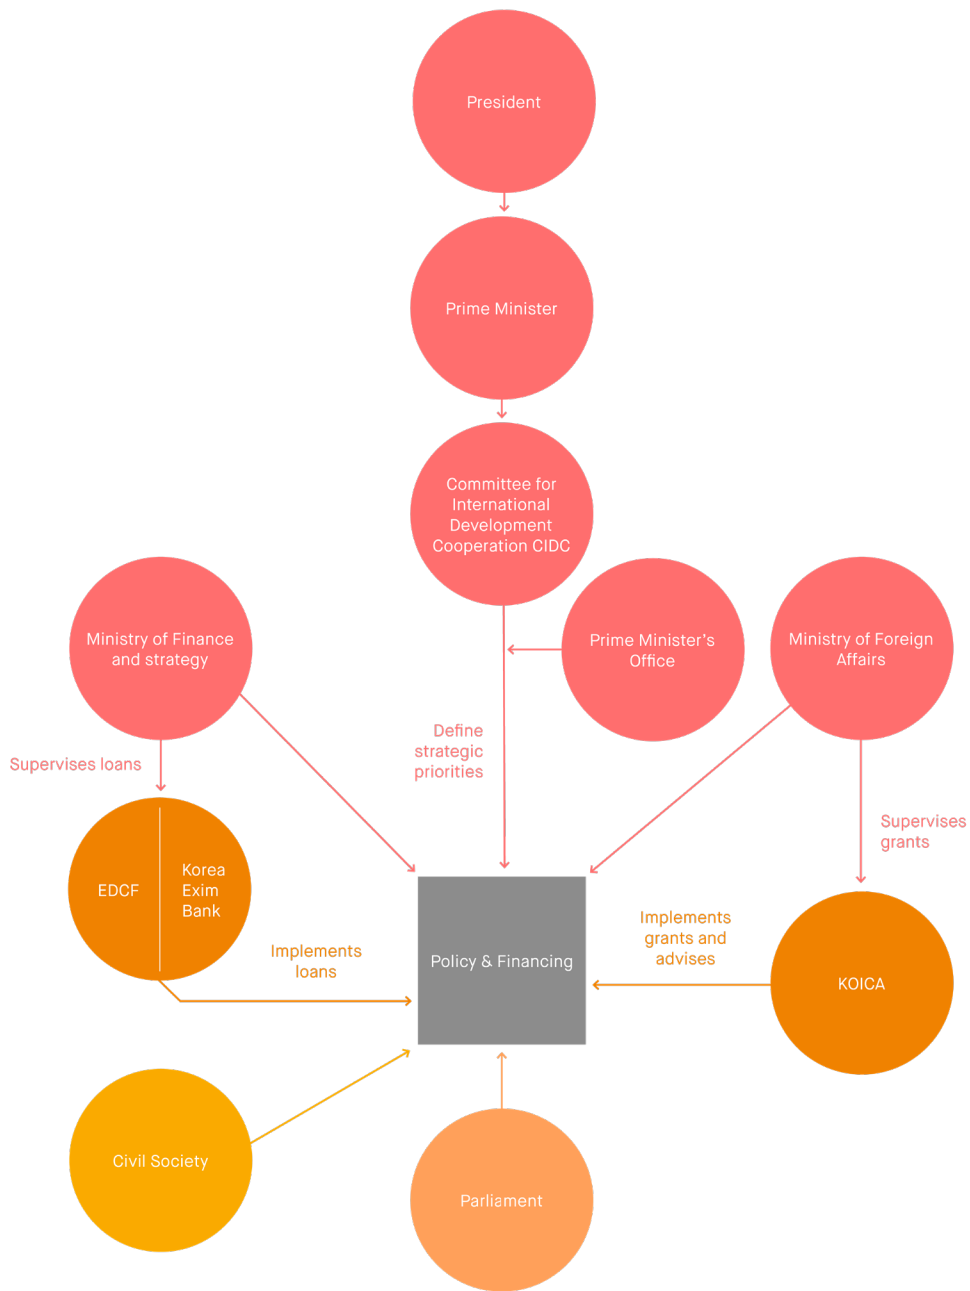 President
Prime Minister
Committee for
International
Development
Cooperation CIDC
Ministry of Finance
and strategy
Prime Minister's
Office
Ministry of Foreign
Affairs
Define
strategic
priorities
Supervises loans
Supervises
grants
EDCF
Korea
Exim
Bank
Implements
loans
Policy & Financing
Implements
grants and
advises
KOICA
Civil Society
Parliament